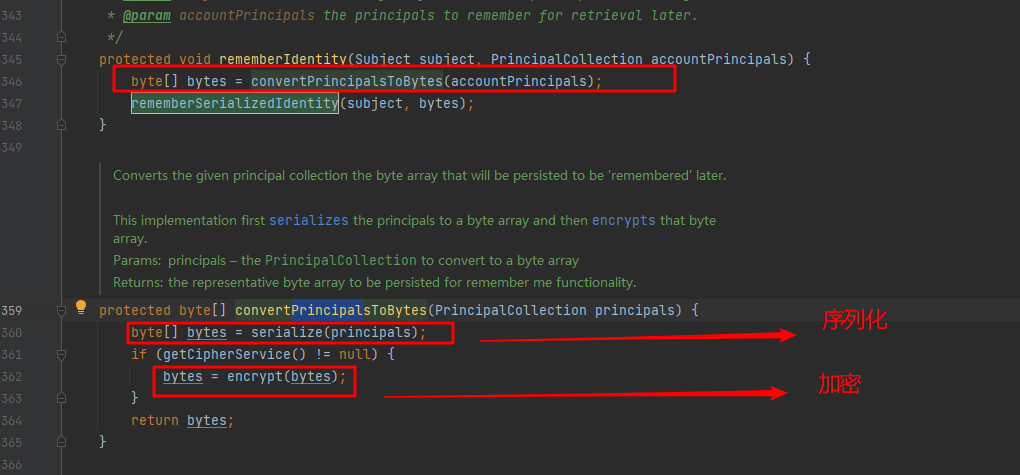 343 * @param accountPrincipals the principals to remember for retrieval later.
344 */
345 protected void rememberIdentity(Subject subject, PrincipalCollection accountPrincipals) {
346 byte[] bytes = convertPrincipalsToBytes(accountPrincipals);
347 rememberSerializedIdentity(subject, bytes);
348 }
349
Converts the given principal collection the byte array that will be persisted to be 'remembered' later.
This implementation first serializes the principals to a byte array and then encrypts that byte
array.
Params: principals – the PrincipalCollection to convert to a byte array
Returns: the representative byte array to be persisted for remember me functionality.
359 protected byte[] convertPrincipalsToBytes(PrincipalCollection principals) {
360 byte[] bytes = serialize(principals); 序列化
361 if (getCipherService() != null) {
362 bytes = encrypt(bytes); 加密
363 }
364 return bytes;
365 }
366